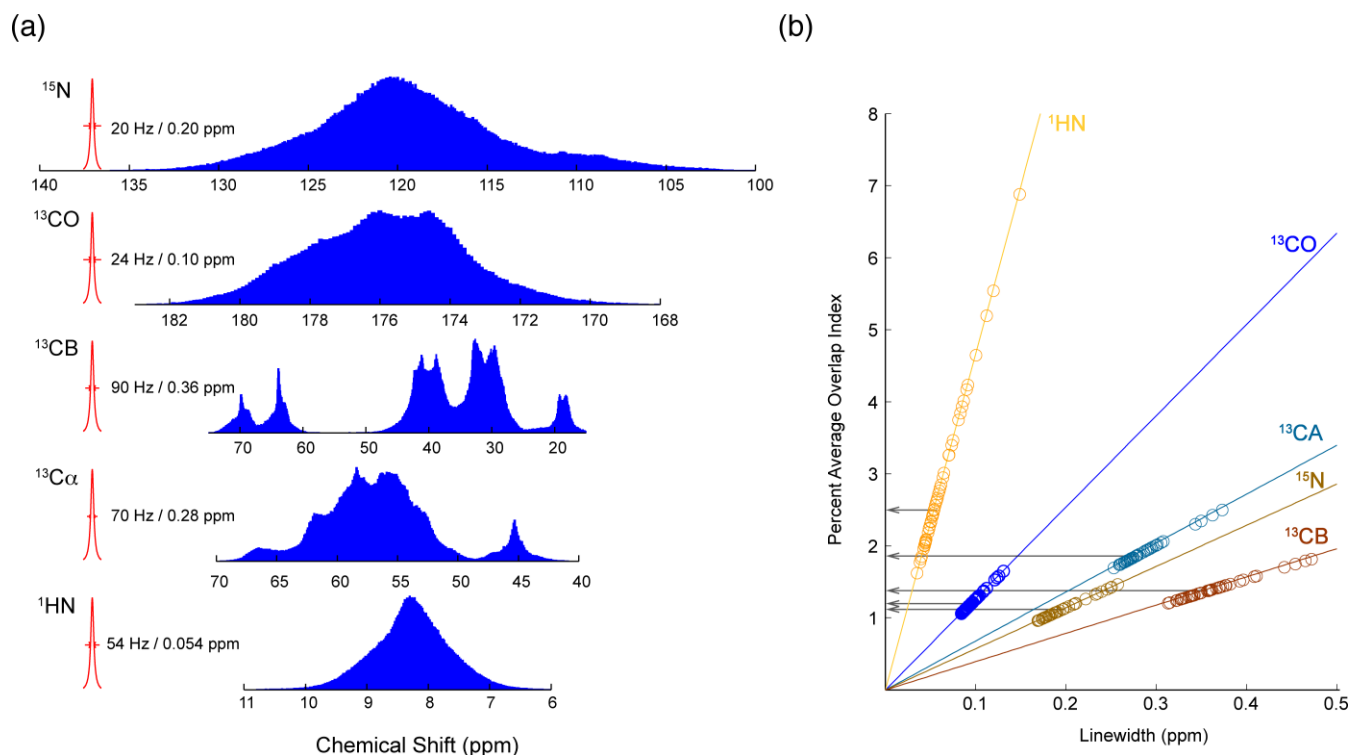 (a)
¹⁵N
20 Hz / 0.20 ppm
140 135 130 125 120 115 110 105 100
¹³CO
24 Hz / 0.10 ppm
182 180 178 176 174 172 170 168
¹³CB
90 Hz / 0.36 ppm
70 60 50 40 30 20
¹³Cα
70 Hz / 0.28 ppm
70 65 60 55 50 45 40
¹HN
54 Hz / 0.054 ppm
11 10 9 8 7 6
Chemical Shift (ppm)
(b)
Percent Average Overlap Index
8
7
6
5
4
3
2
1
¹HN
¹³CO
¹³CA
¹⁵N
¹³CB
0.1 0.2 0.3 0.4 0.5
Linewidth (ppm)